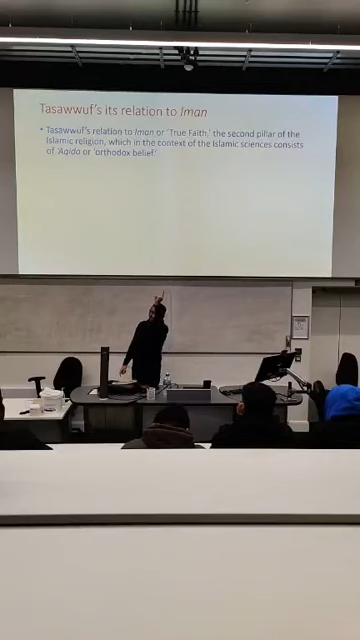 Tasawwuf's its relation to Iman
• Tasawwuf's relation to Iman or 'True Faith,' the second pillar of the
Islamic religion, which in the context of the Islamic sciences consists
of 'Aqida or 'orthodox belief.'